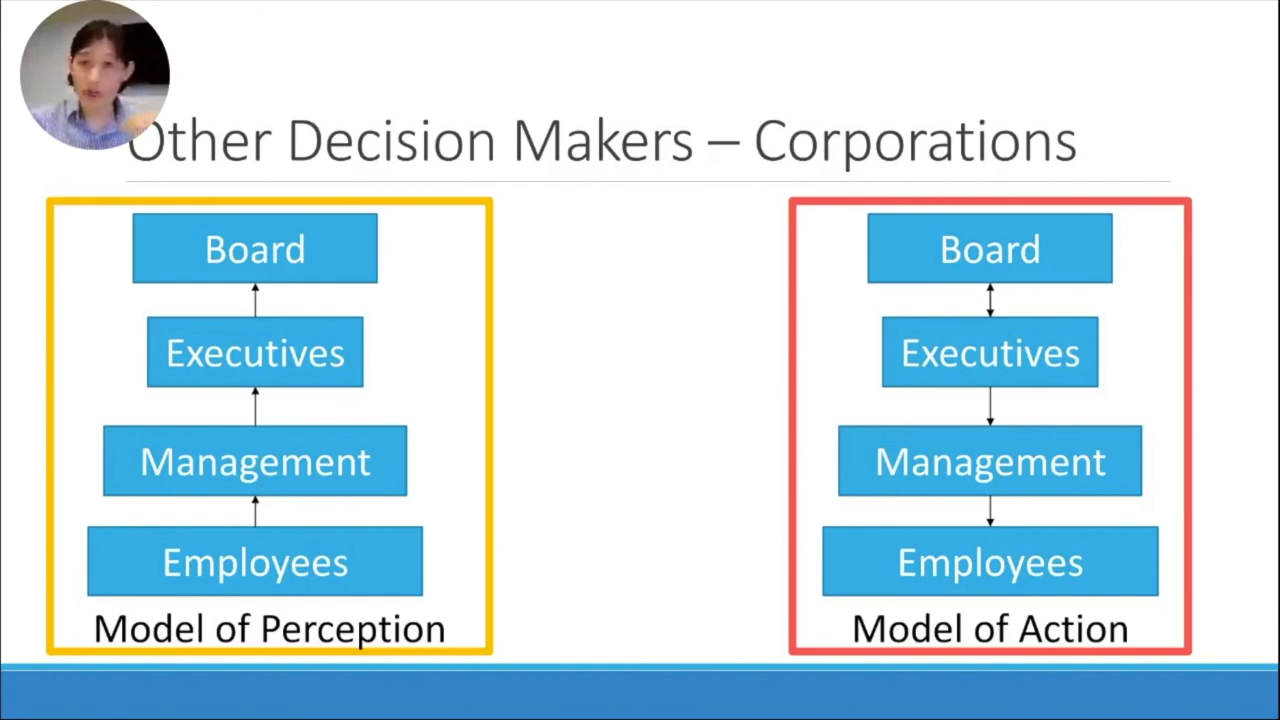 Other Decision Makers – Corporations
Board
Executives
Management
Employees
Model of Perception
Board
Executives
Management
Employees
Model of Action